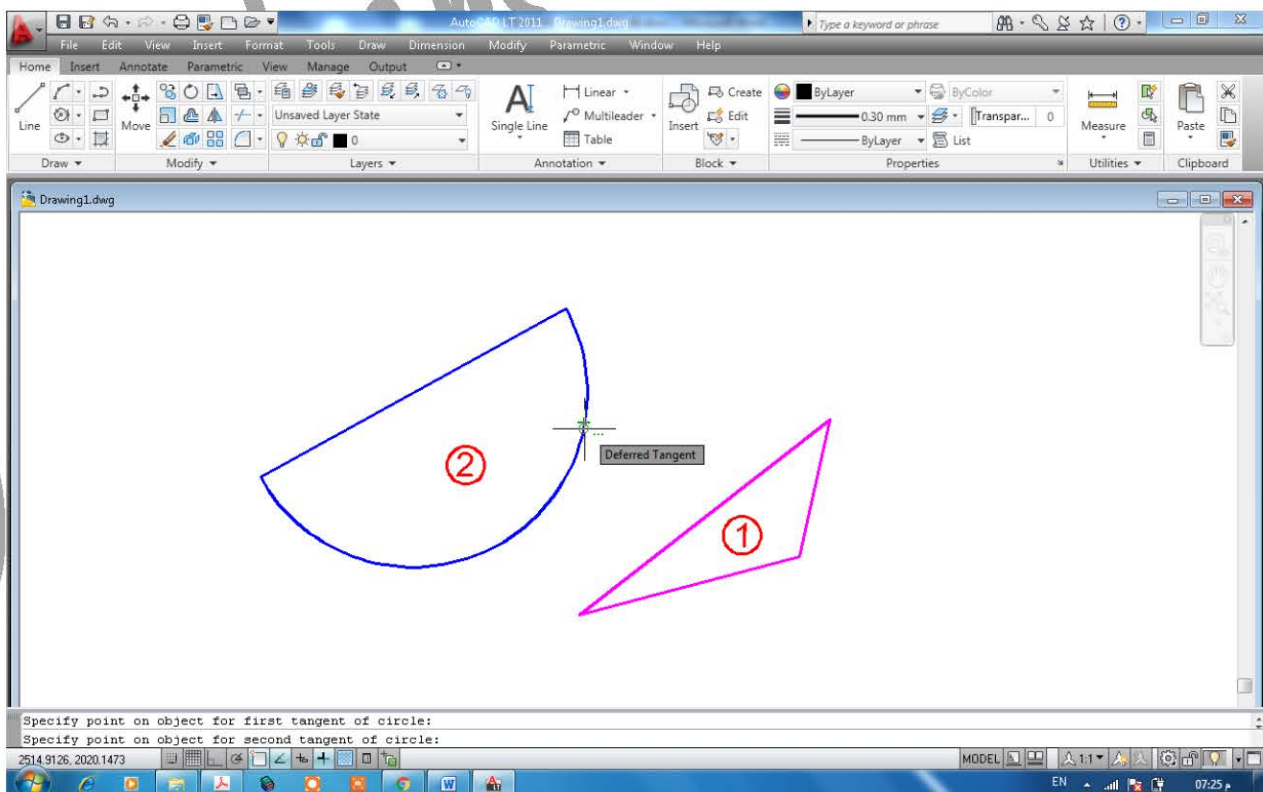 AutoCAD LT 2011 Drawing1.dwg Type a keyword or phrase
File Edit View Insert Format Tools Draw Dimension Modify Parametric Window Help
Home Insert Annotate Parametric View Manage Output
Line Move Unsaved Layer State 0 Single Line Linear Multileader Table Insert Create Edit ByLayer 0.30 mm ByLayer ByColor Transpar... 0 List Measure Paste
Draw Modify Layers Annotation Block Properties Utilities Clipboard
Drawing1.dwg
2
Deferred Tangent
1
Specify point on object for first tangent of circle:
Specify point on object for second tangent of circle:
2514.9126, 2020.1473 MODEL 1:1
EN 07:25 م